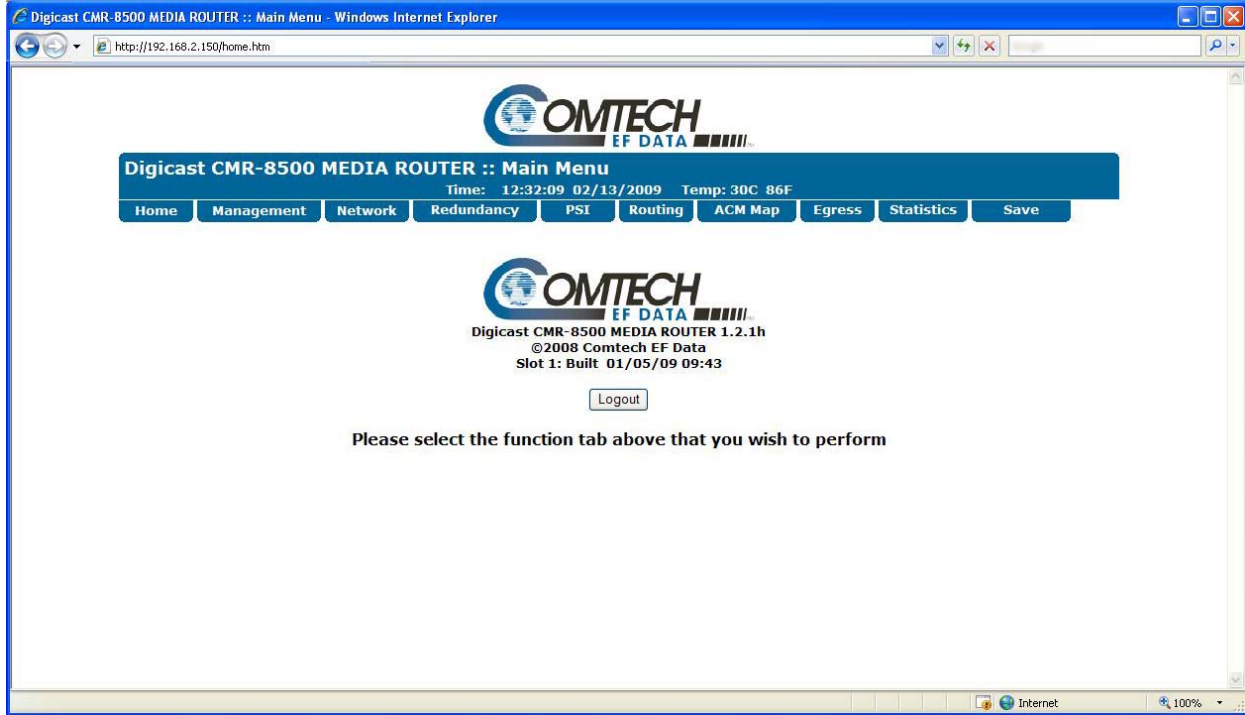 Digicast CMR-8500 MEDIA ROUTER :: Main Menu - Windows Internet Explorer
http://192.168.2.150/home.htm
COMTECH
EF DATA
Digicast CMR-8500 MEDIA ROUTER :: Main Menu
Time: 12:32:09 02/13/2009 Temp: 30C 86F
Home Management Network Redundancy PSI Routing ACM Map Egress Statistics Save
COMTECH
EF DATA
Digicast CMR-8500 MEDIA ROUTER 1.2.1h
©2008 Comtech EF Data
Slot 1: Built 01/05/09 09:43
Logout
Please select the function tab above that you wish to perform
Internet 100%